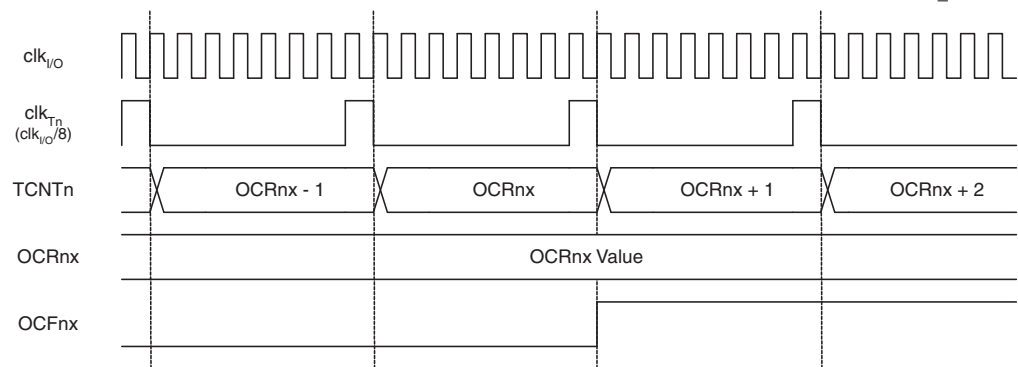 clkI/O
clkTn
(clkI/O/8)
TCNTn
OCRnx - 1
OCRnx
OCRnx + 1
OCRnx + 2
OCRnx
OCRnx Value
OCFnx